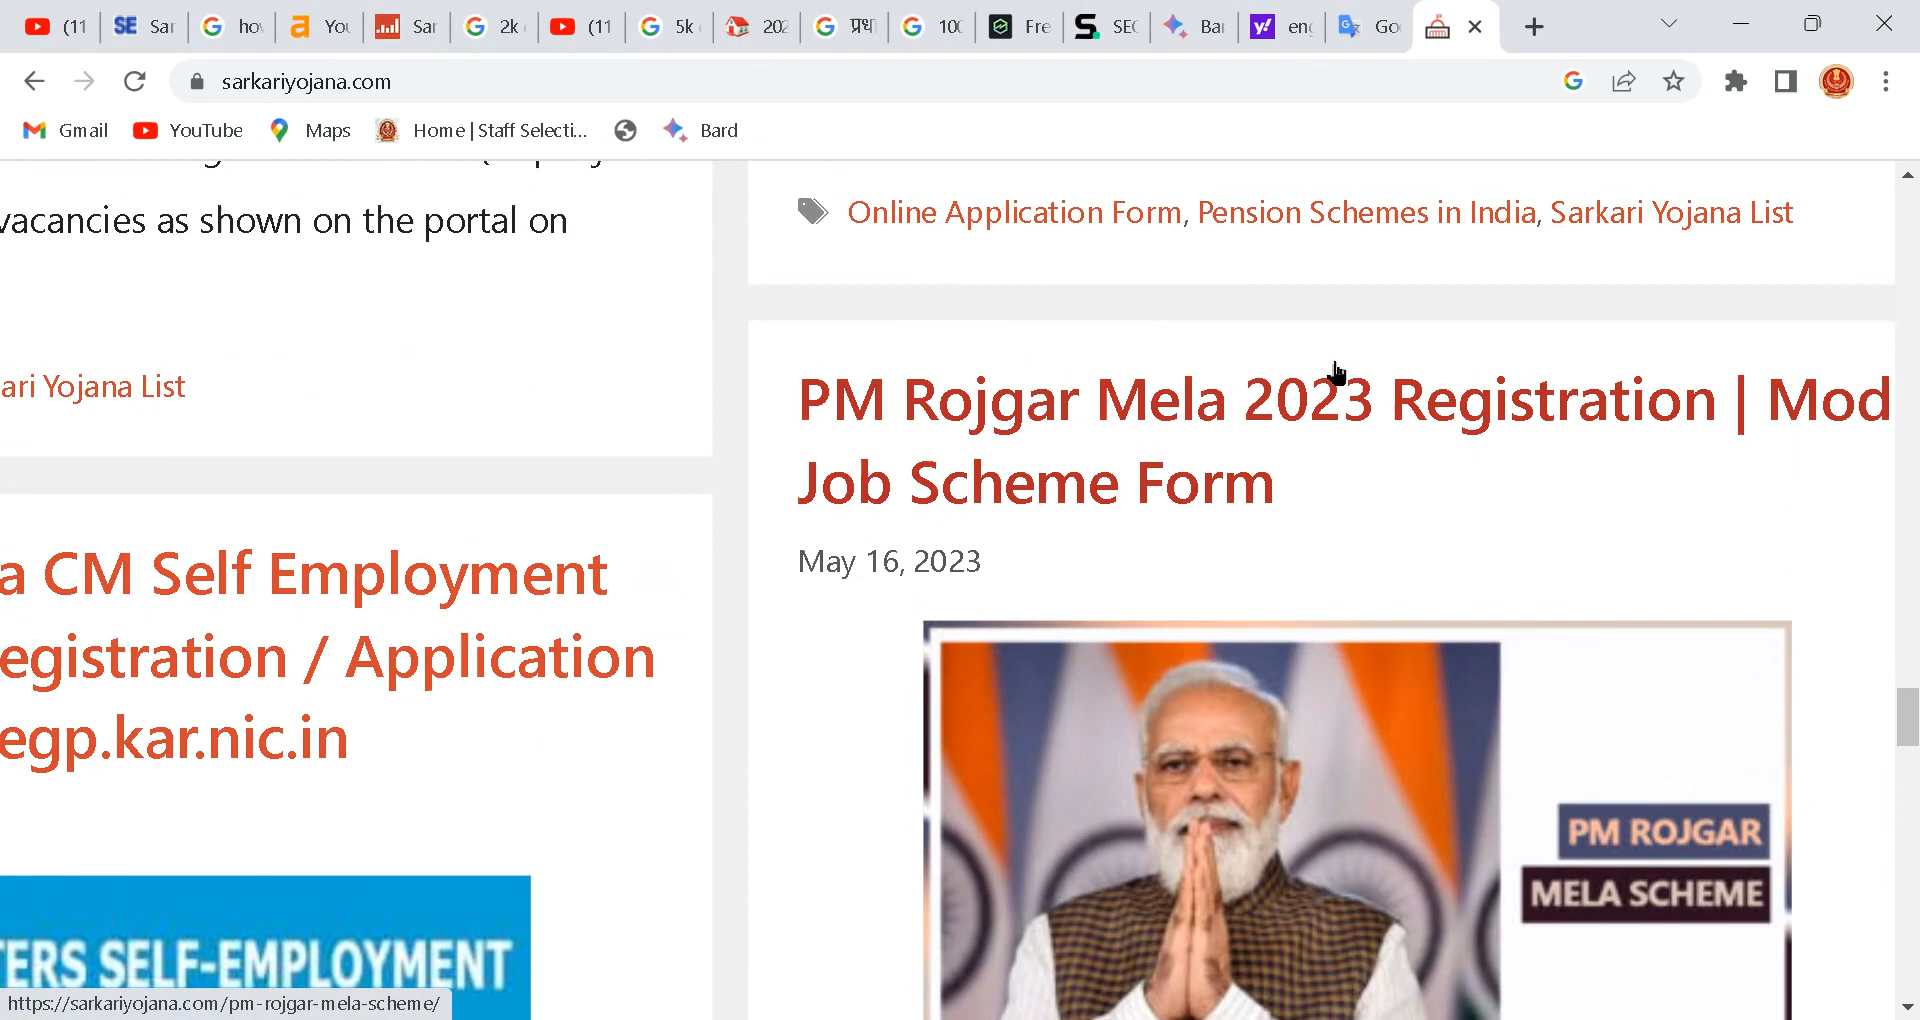 (11
SE Sar
ho
You
Sar
2k
(11
5k
202
प्रधा
100
Fre
SEC
Bar
eng
Goo
sarkariyojana.com
Gmail
YouTube
Maps
Home | Staff Selecti...
Bard
vacancies as shown on the portal on
ari Yojana List
a CM Self Employment
egistration / Application
egp.kar.nic.in
TERS SELF-EMPLOYMENT
Online Application Form, Pension Schemes in India, Sarkari Yojana List
PM Rojgar Mela 2023 Registration | Mod
Job Scheme Form
May 16, 2023
PM ROJGAR
MELA SCHEME
https://sarkariyojana.com/pm-rojgar-mela-scheme/